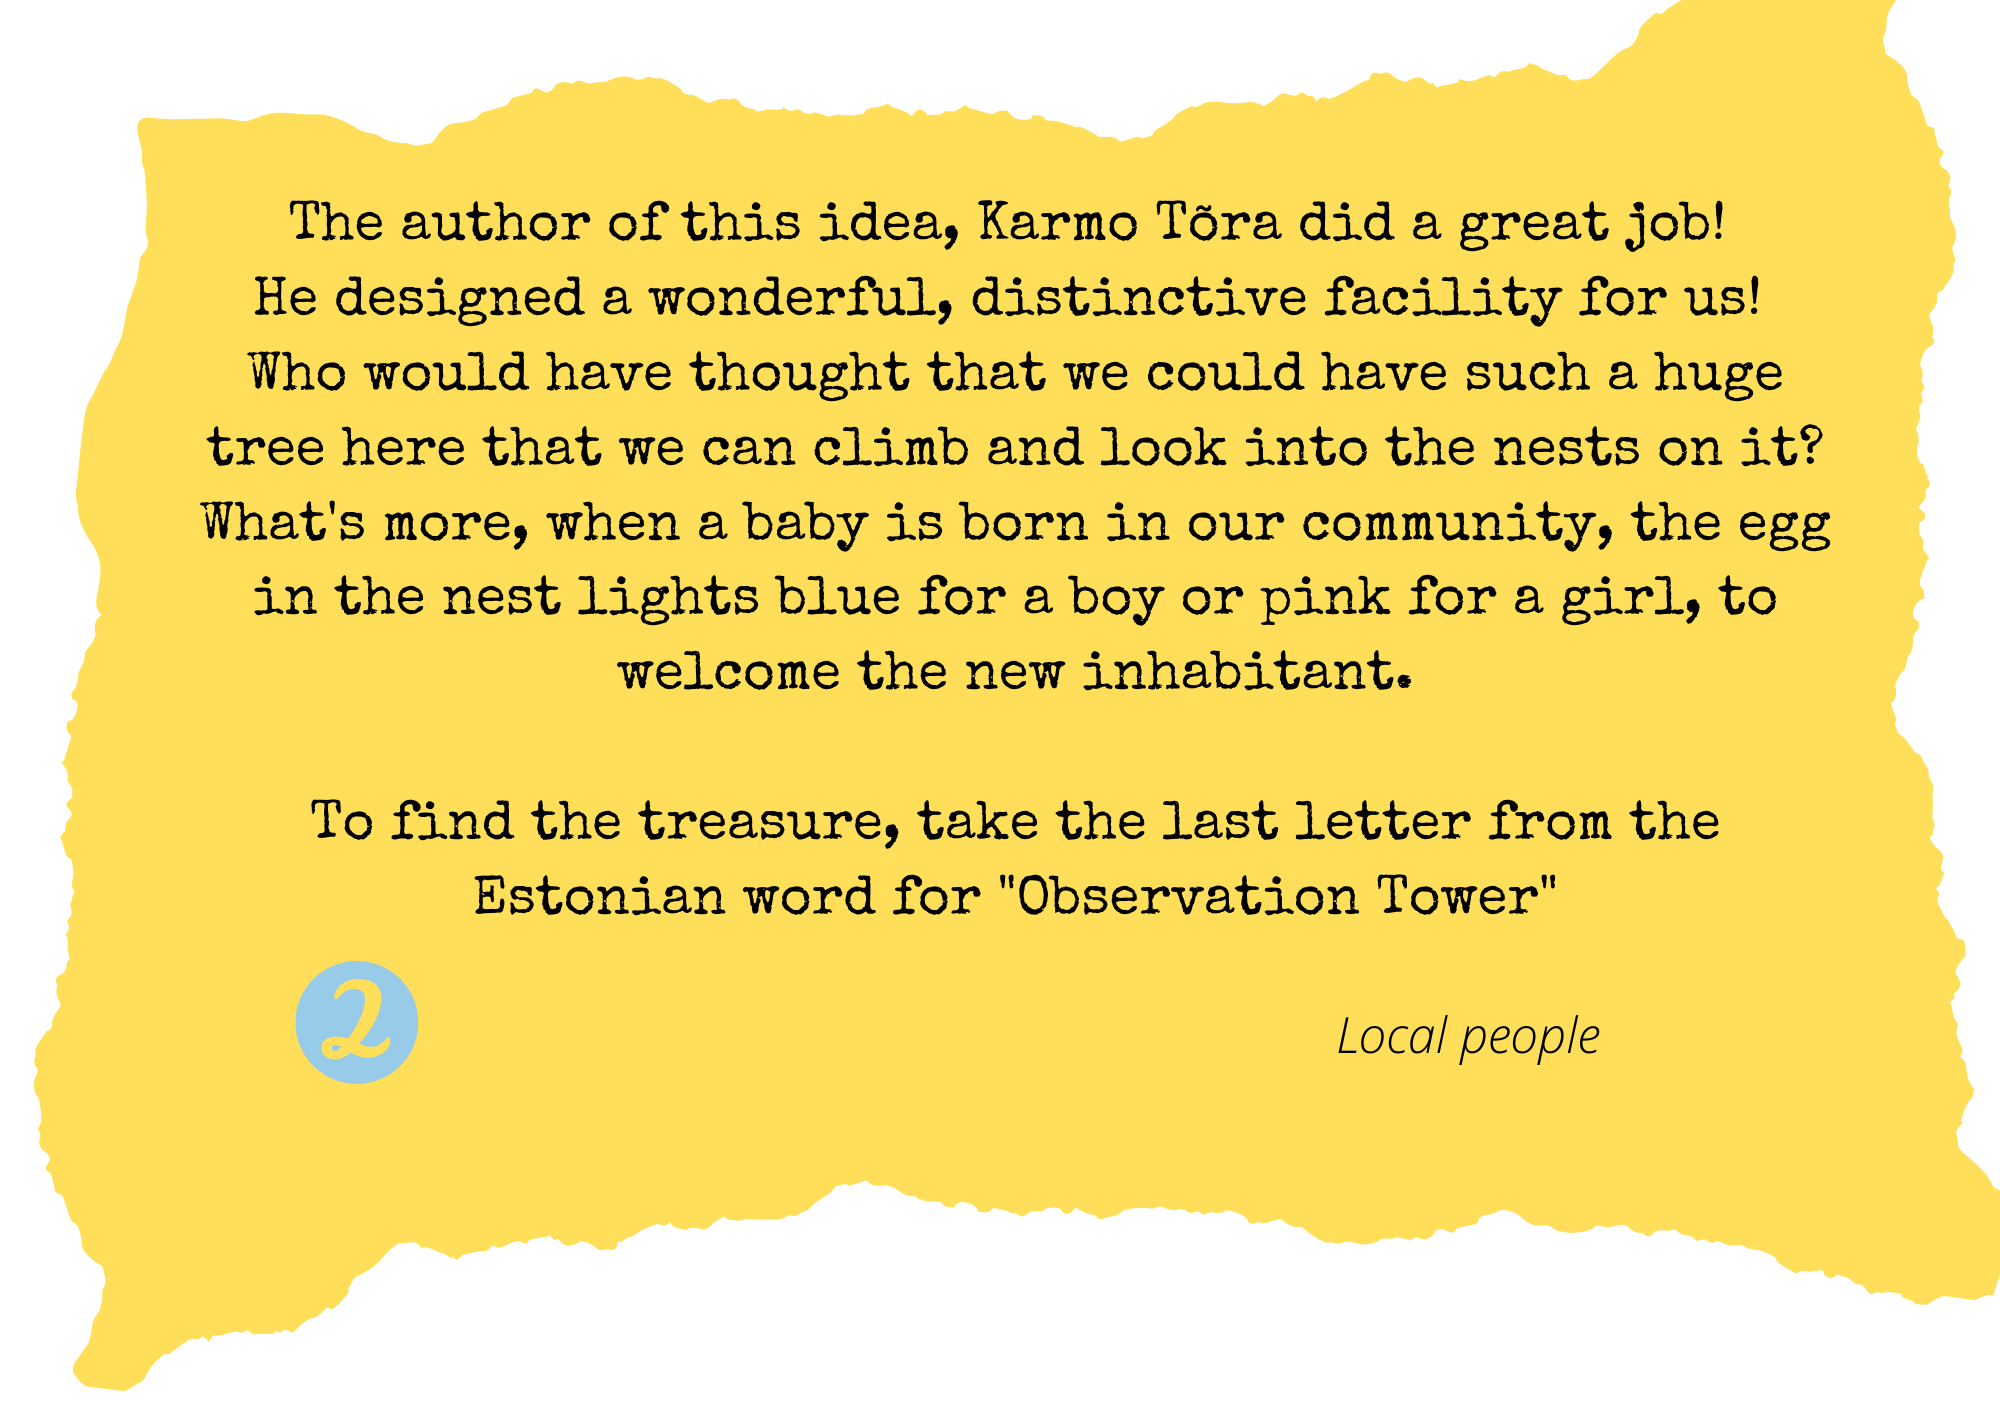 The author of this idea, Karmo Tõra did a great job!
He designed a wonderful, distinctive facility for us!
Who would have thought that we could have such a huge
tree here that we can climb and look into the nests on it?
What's more, when a baby is born in our community, the egg
in the nest lights blue for a boy or pink for a girl, to
welcome the new inhabitant.
To find the treasure, take the last letter from the
Estonian word for "Observation Tower"
2
Local people